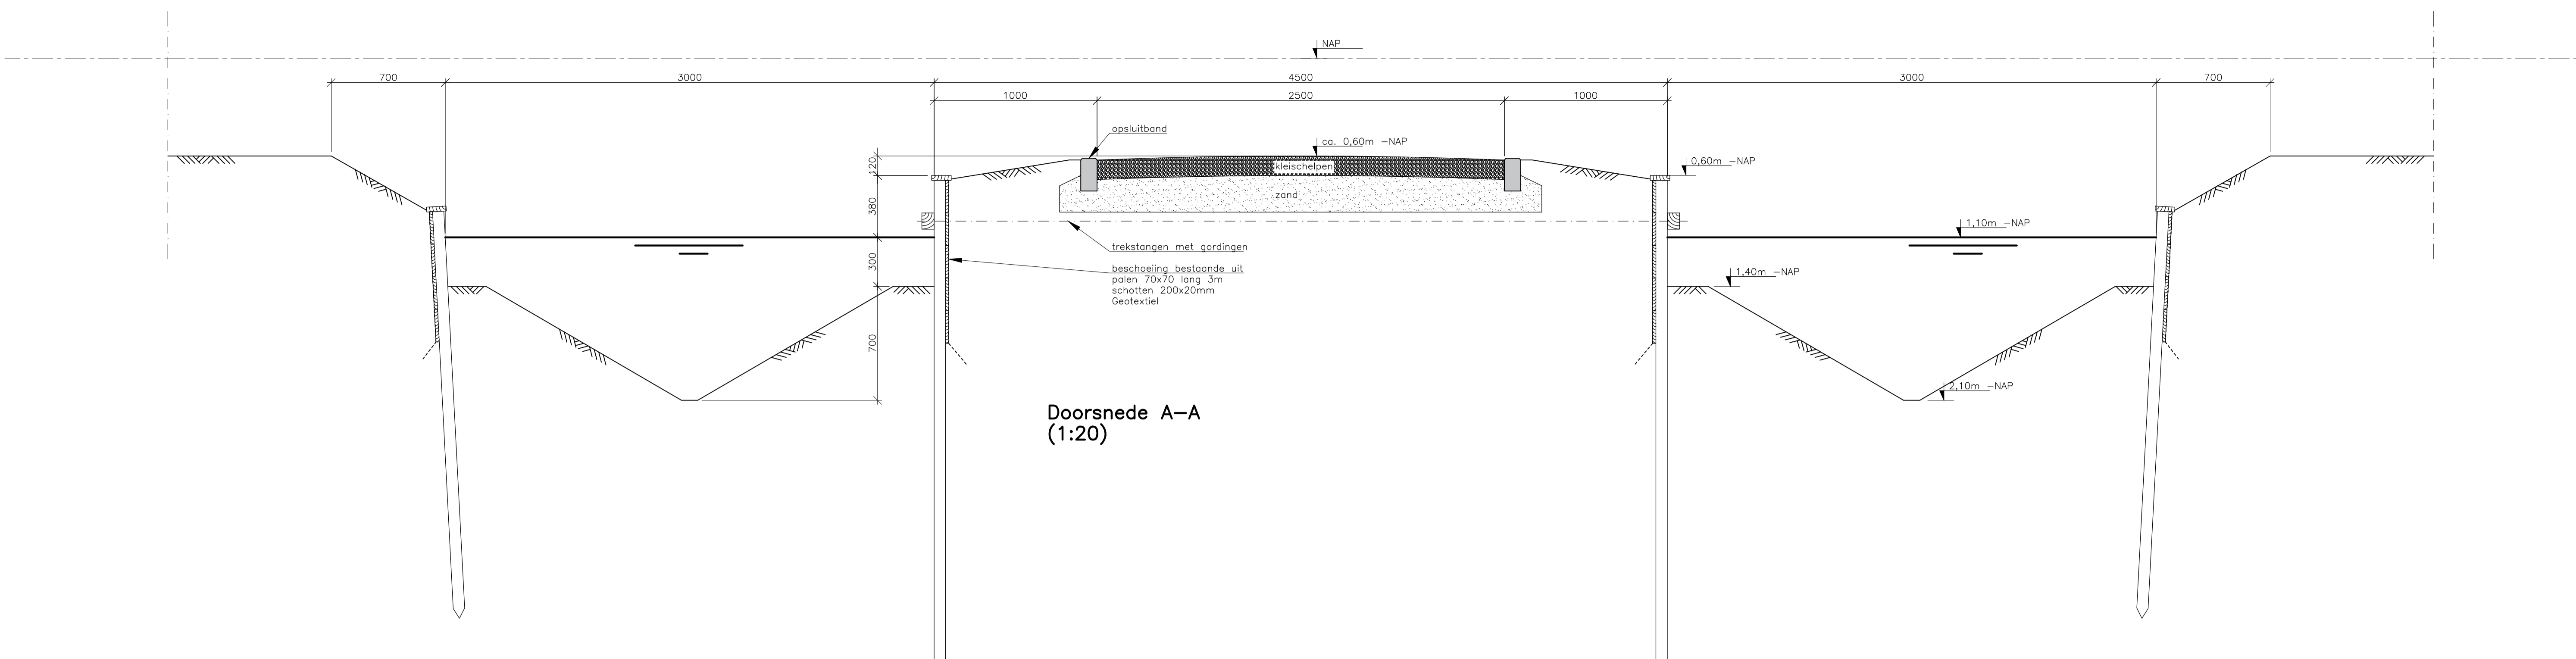 NAP
700
3000
4500
3000
700
1000
2500
1000
opsluitband
ca. 0,60m -NAP
0,60m -NAP
120
kleischelpen
zand
380
trekstangen met gordingen
1,10m -NAP
300
beschoeiing bestaande uit
palen 70x70 lang 3m
schotten 200x20mm
Geotextiel
1,40m -NAP
700
2,10m -NAP
Doorsnede A-A
(1:20)